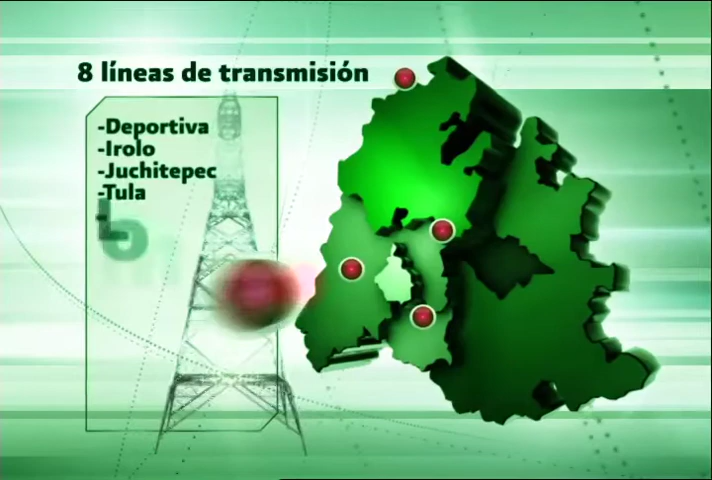 8 líneas de transmisión
-Deportiva
-Irolo
-Juchitepec
-Tula